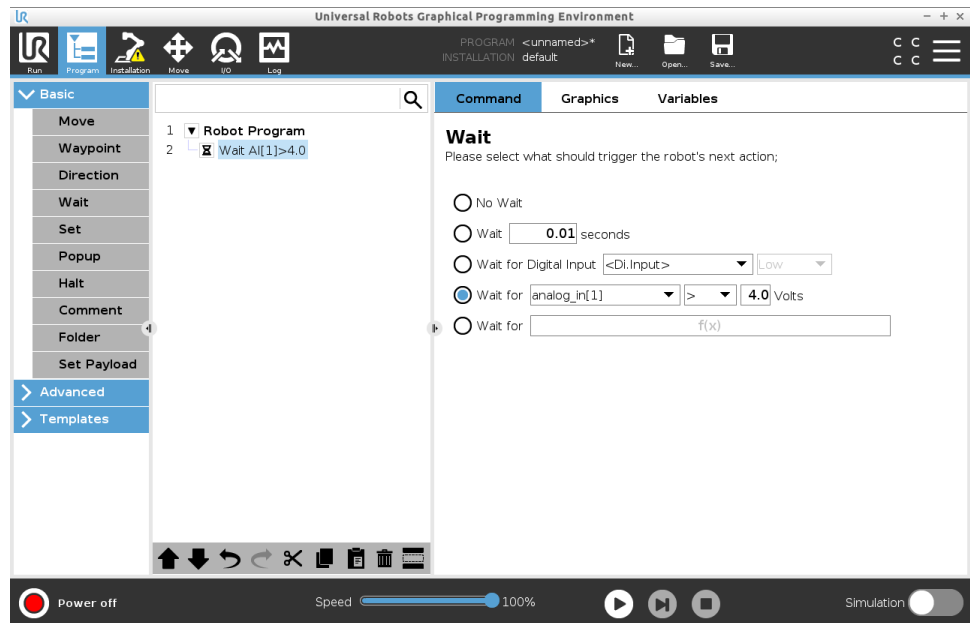 Universal Robots Graphical Programming Environment
PROGRAM <unnamed>*
INSTALLATION default
Run Program Installation Move I/O Log New... Open... Save...
C C
C C
Basic
Move
Waypoint
Direction
Wait
Set
Popup
Halt
Comment
Folder
Set Payload
Advanced
Templates
1 Robot Program
2 Wait AI[1]>4.0
Command Graphics Variables
Wait
Please select what should trigger the robot's next action;
No Wait
Wait 0.01 seconds
Wait for Digital Input <Di.Input> Low
Wait for analog_in[1] > 4.0 Volts
Wait for f(x)
Power off Speed 100% Simulation